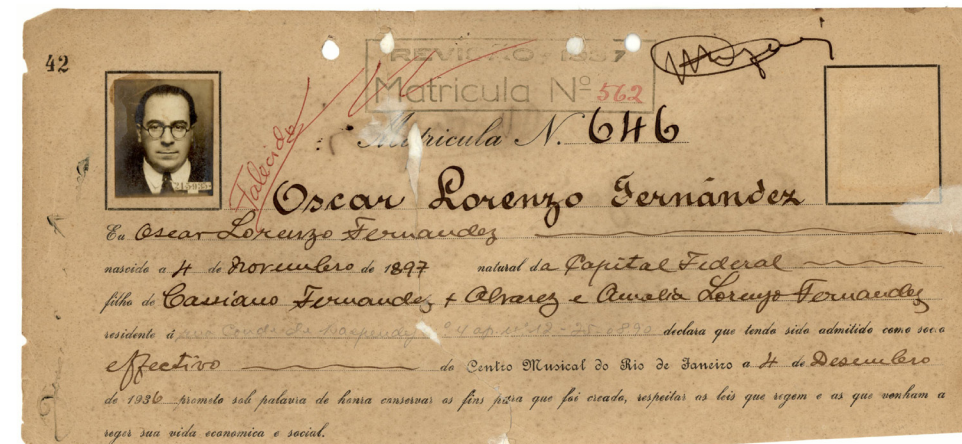 42
REVISÃO - 1937
Matricula Nº 562
Falecido
Matricula N. 646
Oscar Lorenzo Fernández
Eu Oscar Lorenzo Fernandez
nascido a 4 de Novembro de 1897 natural da Capital Federal
filho de Cassiano Fernandez + Alvarez e Amelia Lorenzo Fernandez
residente á rua declara que tendo sido admittido como socio
effectivo do Centro Musical do Rio de Janeiro a 4 de Desembro
de 1936 prometo sob palavra de honra conservar os fins para que foi creado, respeitar as leis que regem e as que venham a
reger sua vida economica e social.